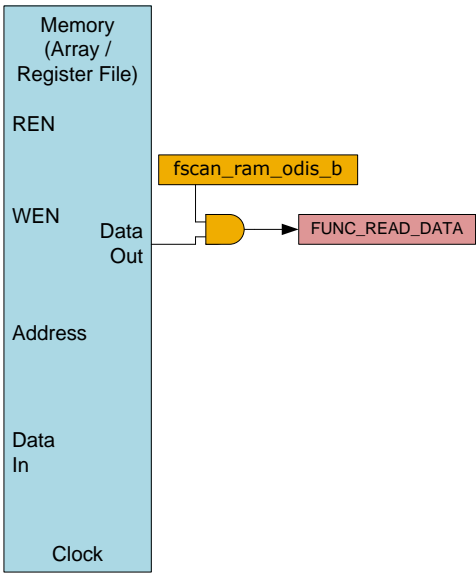 Memory
(Array /
Register File)
REN
fscan_ram_odis_b
WEN
Data
Out
FUNC_READ_DATA
Address
Data
In
Clock